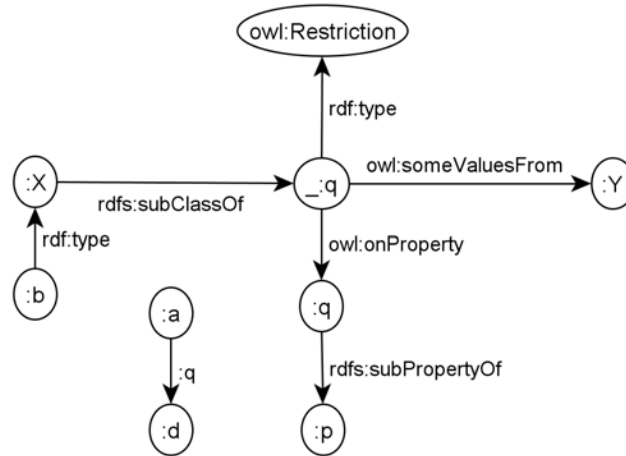 owl:Restriction
rdf:type
:X
rdfs:subClassOf
_:q
owl:someValuesFrom
:Y
rdf:type
owl:onProperty
:b
:a
:q
:q
rdfs:subPropertyOf
:d
:p